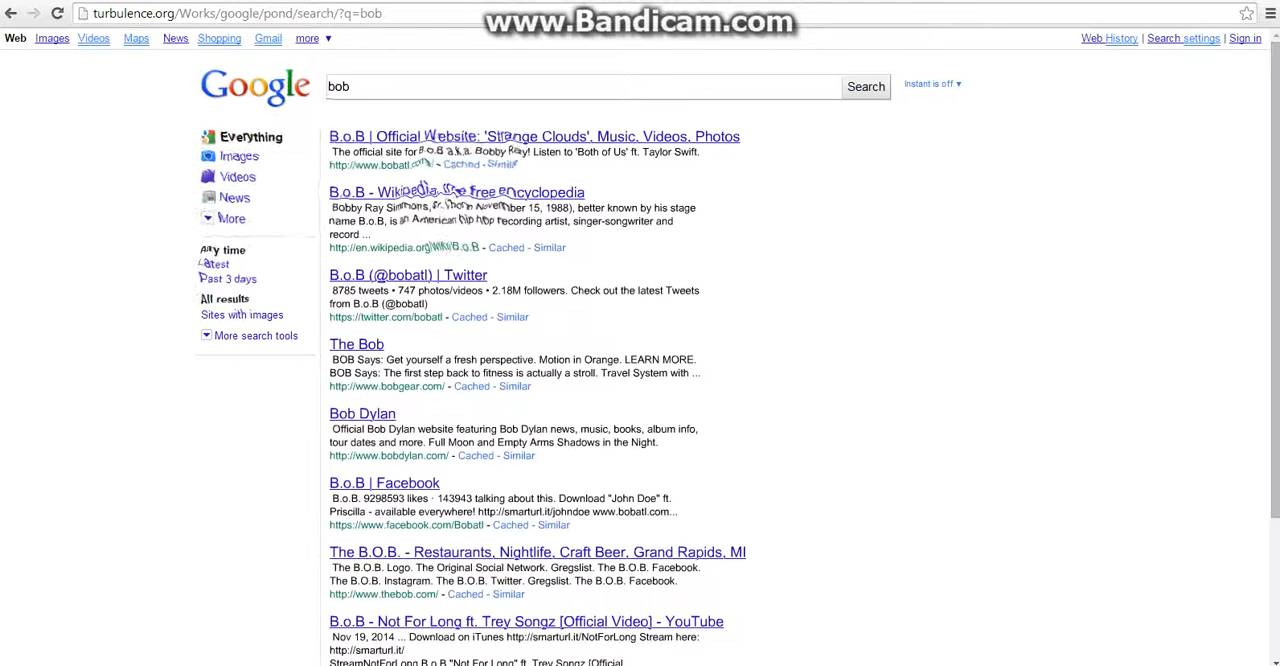 turbulence.org/Works/google/pond/search/?q=bob
www.Bandicam.com
Web Images Videos Maps News Shopping Gmail more ▼
Web History | Search settings | Sign in
Google
bob
Search
Instant is off ▼
Everything
Images
Videos
News
More
Any time
Latest
Past 3 days
All results
Sites with images
More search tools
B.o.B | Official Website: 'Strange Clouds', Music, Videos, Photos
The official site for B.o.B a.k.a. Bobby Ray! Listen to 'Both of Us' ft. Taylor Swift.
http://www.bobatl.com/ - Cached - Similar
B.o.B - Wikipedia, the free encyclopedia
Bobby Ray Simmons, Jr. (born November 15, 1988), better known by his stage
name B.o.B, is an American hip hop recording artist, singer-songwriter and
record ...
http://en.wikipedia.org/wiki/B.o.B - Cached - Similar
B.o.B (@bobatl) | Twitter
8785 tweets • 747 photos/videos • 2.18M followers. Check out the latest Tweets
from B.o.B (@bobatl)
https://twitter.com/bobatl - Cached - Similar
The Bob
BOB Says: Get yourself a fresh perspective. Motion in Orange. LEARN MORE.
BOB Says: The first step back to fitness is actually a stroll. Travel System with ...
http://www.bobgear.com/ - Cached - Similar
Bob Dylan
Official Bob Dylan website featuring Bob Dylan news, music, books, album info,
tour dates and more. Full Moon and Empty Arms Shadows in the Night.
http://www.bobdylan.com/ - Cached - Similar
B.o.B | Facebook
B.o.B. 9298593 likes · 143943 talking about this. Download "John Doe" ft.
Priscilla - available everywhere! http://smarturl.it/johndoe www.bobatl.com...
https://www.facebook.com/Bobatl - Cached - Similar
The B.O.B. - Restaurants, Nightlife, Craft Beer, Grand Rapids, MI
The B.O.B. Logo. The Original Social Network. Gregslist. The B.O.B. Facebook.
The B.O.B. Instagram. The B.O.B. Twitter. Gregslist. The B.O.B. Facebook.
http://www.thebob.com/ - Cached - Similar
B.o.B - Not For Long ft. Trey Songz [Official Video] - YouTube
Nov 19, 2014 ... Download on iTunes http://smarturl.it/NotForLong Stream here:
http://smarturl.it/
StreamNotForLong B.o.B "Not For Long" ft. Trey Songz [Official